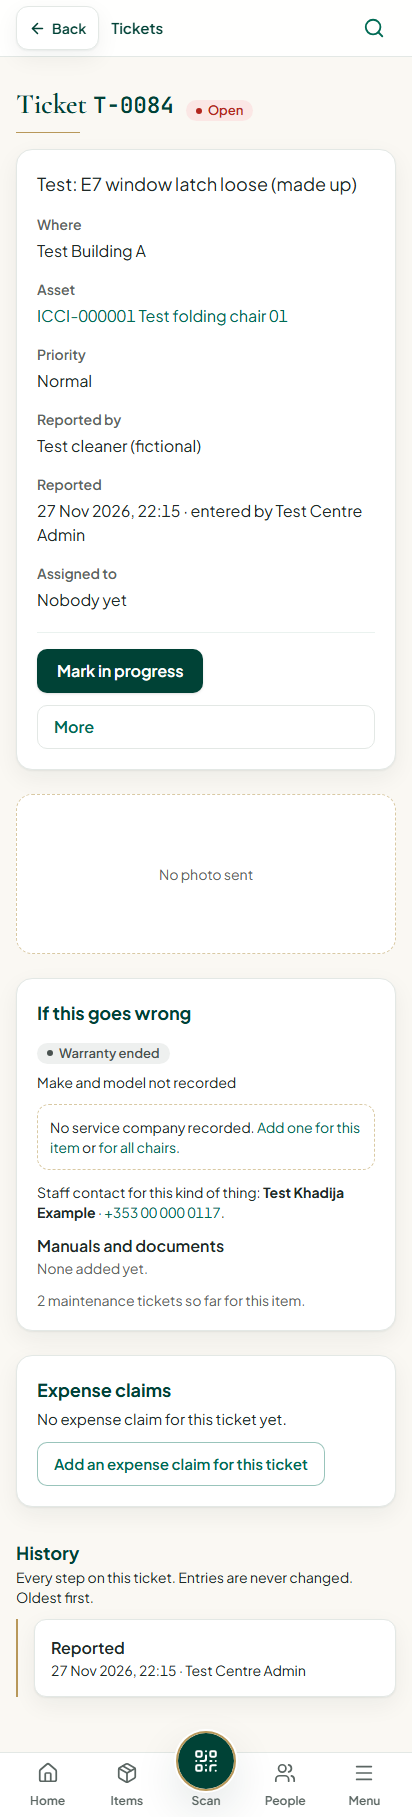 Back
Tickets
Ticket T-0084
Open
Test: E7 window latch loose (made up)
Where
Test Building A
Asset
ICCI-000001 Test folding chair 01
Priority
Normal
Reported by
Test cleaner (fictional)
Reported
27 Nov 2026, 22:15 · entered by Test Centre
Admin
Assigned to
Nobody yet
Mark in progress
More
No photo sent
If this goes wrong
Warranty ended
Make and model not recorded
No service company recorded. Add one for this
item or for all chairs.
Staff contact for this kind of thing: Test Khadija
Example · +353 00 000 0117.
Manuals and documents
None added yet.
2 maintenance tickets so far for this item.
Expense claims
No expense claim for this ticket yet.
Add an expense claim for this ticket
History
Every step on this ticket. Entries are never changed.
Oldest first.
Reported
27 Nov 2026, 22:15 · Test Centre Admin
Home
Items
Scan
People
Menu